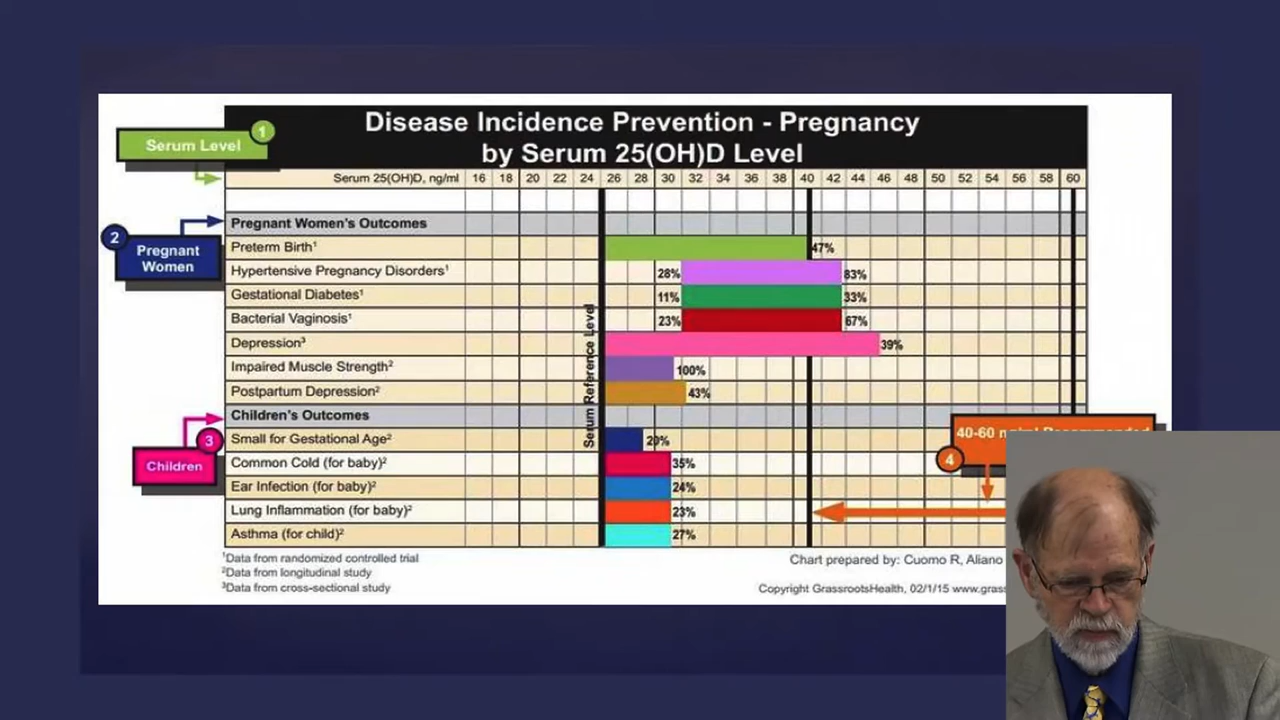 Disease Incidence Prevention - Pregnancy
by Serum 25(OH)D Level
1
Serum Level
Serum 25(OH)D, ng/ml 16 18 20 22 24 26 28 30 32 34 36 38 40 42 44 46 48 50 52 54 56 58 60
2
Pregnant
Women
Pregnant Women's Outcomes
Preterm Birth¹ 47%
Hypertensive Pregnancy Disorders¹ 28% 83%
Gestational Diabetes¹ 11% 33%
Bacterial Vaginosis¹ 23% 67%
Depression³ 39%
Impaired Muscle Strength² 100%
Postpartum Depression² 43%
Serum Reference Level
3
Children
Children's Outcomes
Small for Gestational Age² 20%
Common Cold (for baby)² 35%
Ear Infection (for baby)² 24%
Lung Inflammation (for baby)² 23%
Asthma (for child)² 27%
40-60
4
¹Data from randomized controlled trial
²Data from longitudinal study
³Data from cross-sectional study
Chart prepared by: Cuomo R, Aliano
Copyright GrassrootsHealth, 02/1/15 www.grass